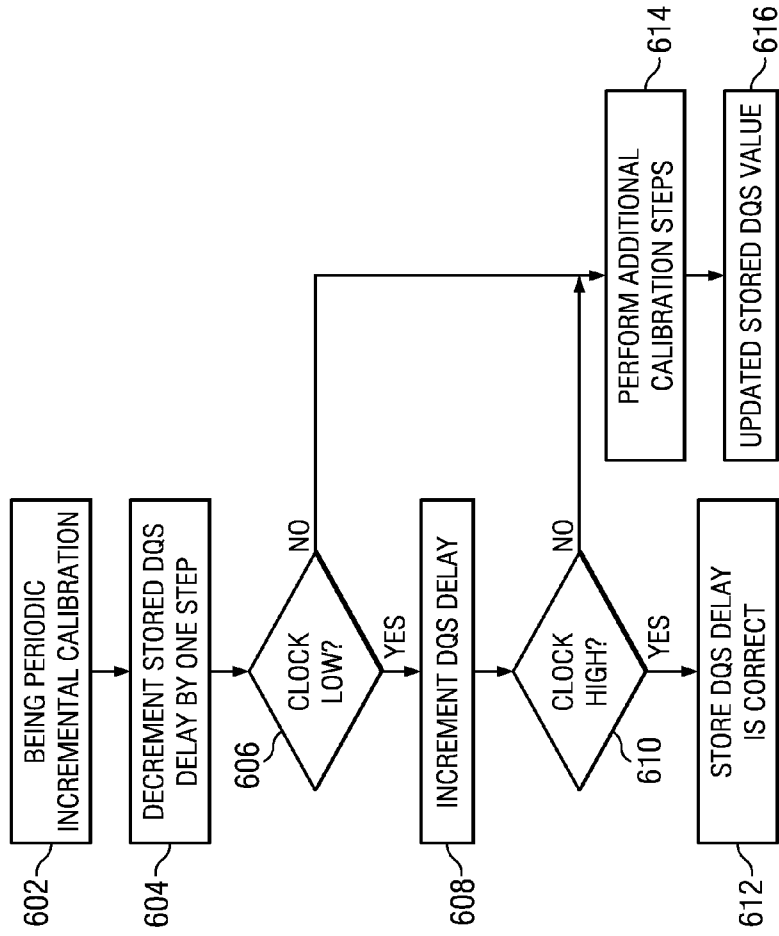 602
BEING PERIODIC
INCREMENTAL CALIBRATION
604
DECREMENT STORED DQS
DELAY BY ONE STEP
606
CLOCK
LOW?
NO
YES
608
INCREMENT DQS DELAY
CLOCK
HIGH?
610
NO
YES
612
STORE DQS DELAY
IS CORRECT
PERFORM ADDITIONAL
CALIBRATION STEPS
614
UPDATED STORED DQS VALUE
616